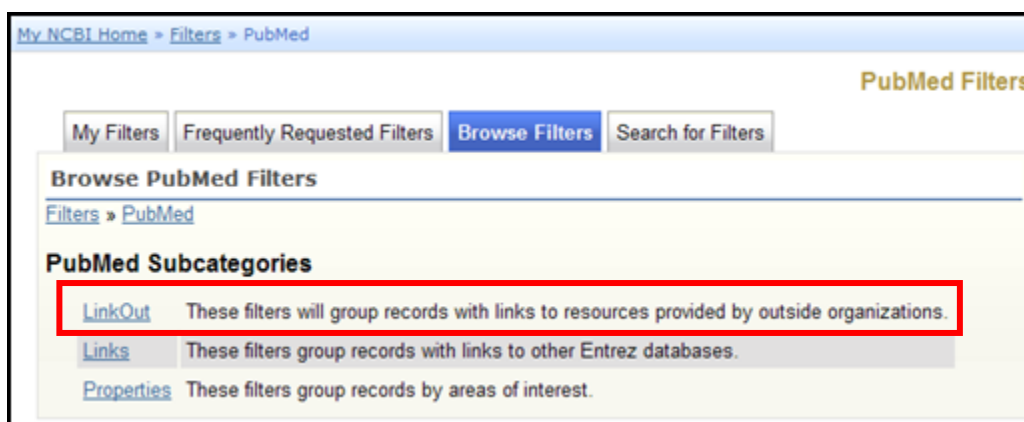 My NCBI Home » Filters » PubMed
PubMed Filters
My Filters Frequently Requested Filters Browse Filters Search for Filters
Browse PubMed Filters
Filters » PubMed
PubMed Subcategories
LinkOut These filters will group records with links to resources provided by outside organizations.
Links These filters group records with links to other Entrez databases.
Properties These filters group records by areas of interest.